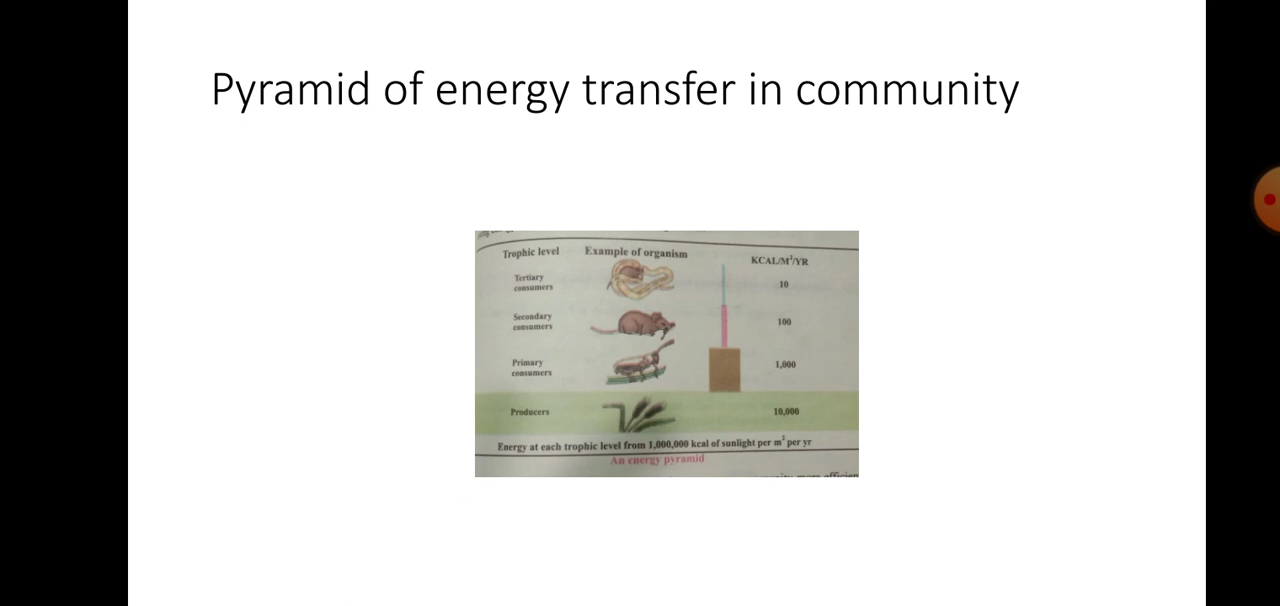 Pyramid of energy transfer in community
Trophic level Example of organism KCAL/M²/YR
Tertiary
consumers
10
Secondary
consumers
100
Primary
consumers
1,000
Producers 10,000
Energy at each trophic level from 1,000,000 kcal of sunlight per m² per yr
An energy pyramid
more efficien